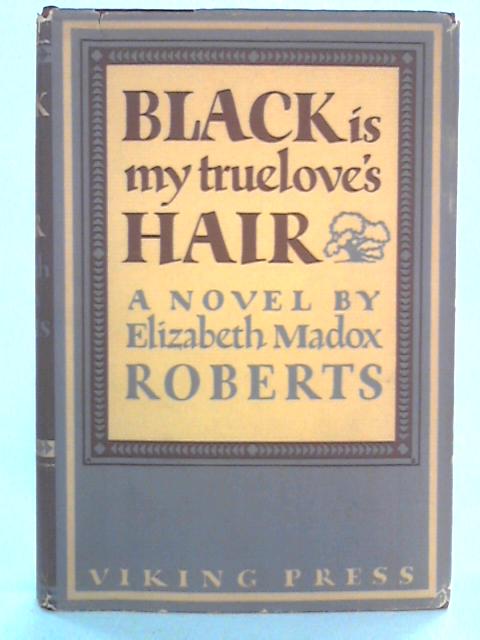 BLACK is
my truelove's
HAIR
A NOVEL BY
Elizabeth Madox
ROBERTS
VIKING PRESS